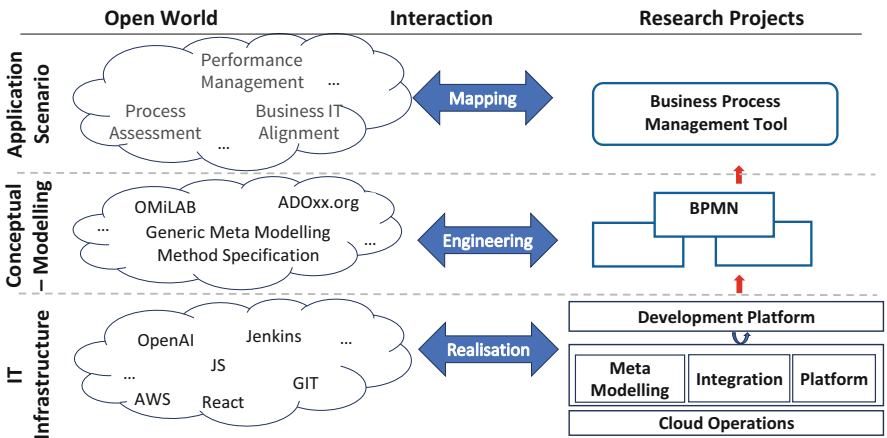 Open World
Interaction
Research Projects
Application
Scenario
Performance
Management
...
Process
Assessment
...
Business IT
Alignment
Mapping
Business Process
Management Tool
Conceptual
– Modelling
OMiLAB
ADOxx.org
...
Generic Meta Modelling
Method Specification
...
Engineering
BPMN
IT
Infrastructure
OpenAI
Jenkins
...
JS
...
GIT
AWS
React
Realisation
Development Platform
Meta
Modelling
Integration
Platform
Cloud Operations